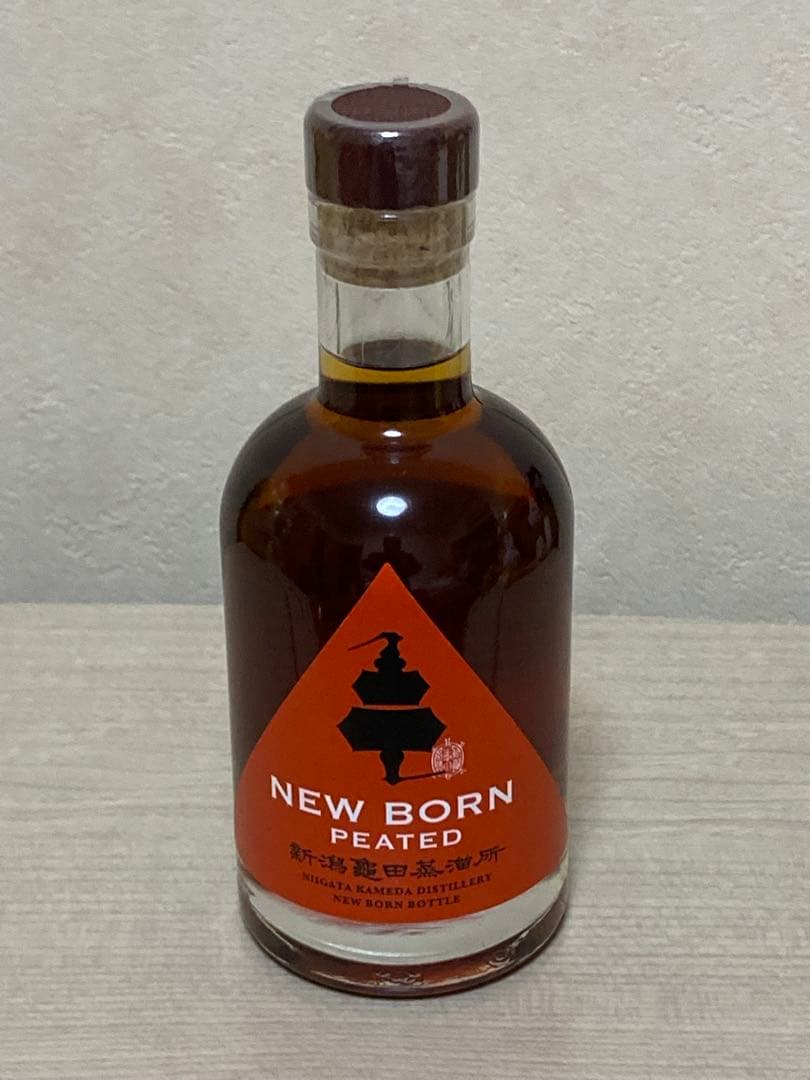 NEW BORN
PEATED
新潟亀田蒸溜所
NIIGATA KAMEDA DISTILLERY
NEW BORN BOTTLE